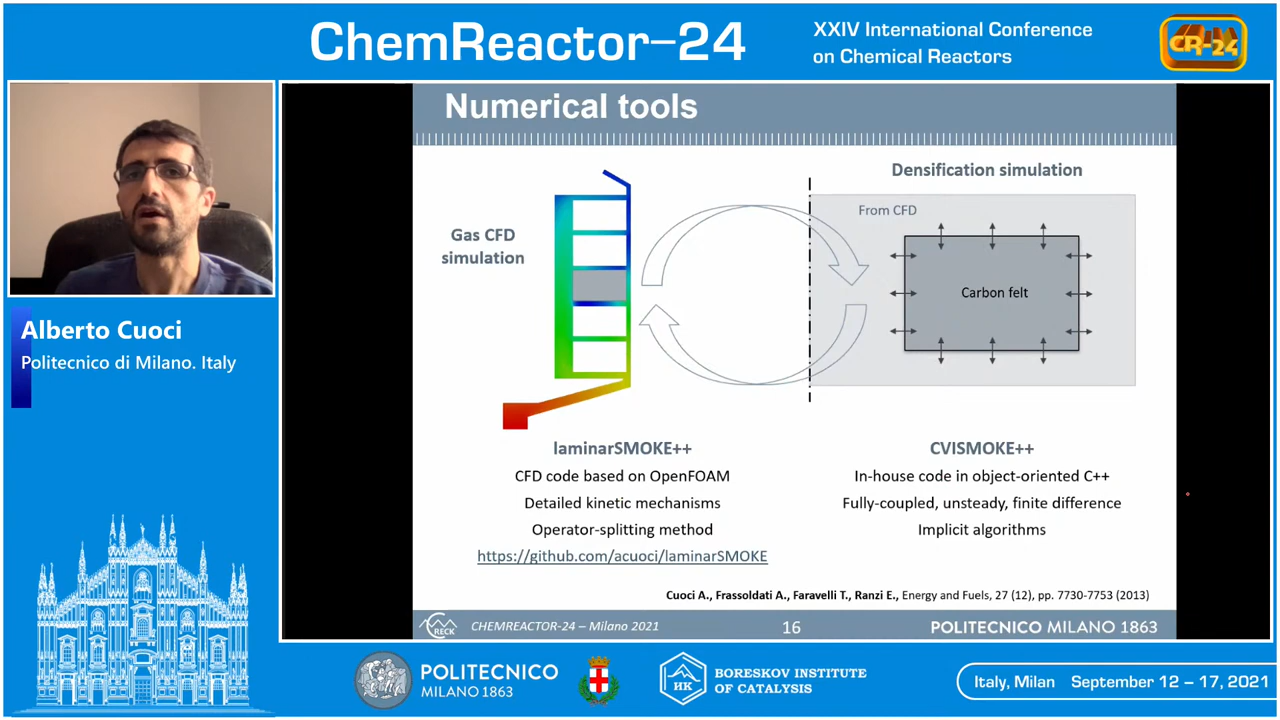 ChemReactor–24
XXIV International Conference
on Chemical Reactors
CR-24
Numerical tools
Densification simulation
From CFD
Gas CFD
simulation
Carbon felt
Alberto Cuoci
Politecnico di Milano. Italy
laminarSMOKE++
CFD code based on OpenFOAM
Detailed kinetic mechanisms
Operator-splitting method
https://github.com/acuoci/laminarSMOKE
CVISMOKE++
In-house code in object-oriented C++
Fully-coupled, unsteady, finite difference
Implicit algorithms
Cuoci A., Frassoldati A., Faravelli T., Ranzi E., Energy and Fuels, 27 (12), pp. 7730-7753 (2013)
CRECK
CHEMREACTOR-24 – Milano 2021
16
POLITECNICO MILANO 1863
POLITECNICO
MILANO 1863
ИК
BORESKOV INSTITUTE
OF CATALYSIS
Italy, Milan September 12 – 17, 2021